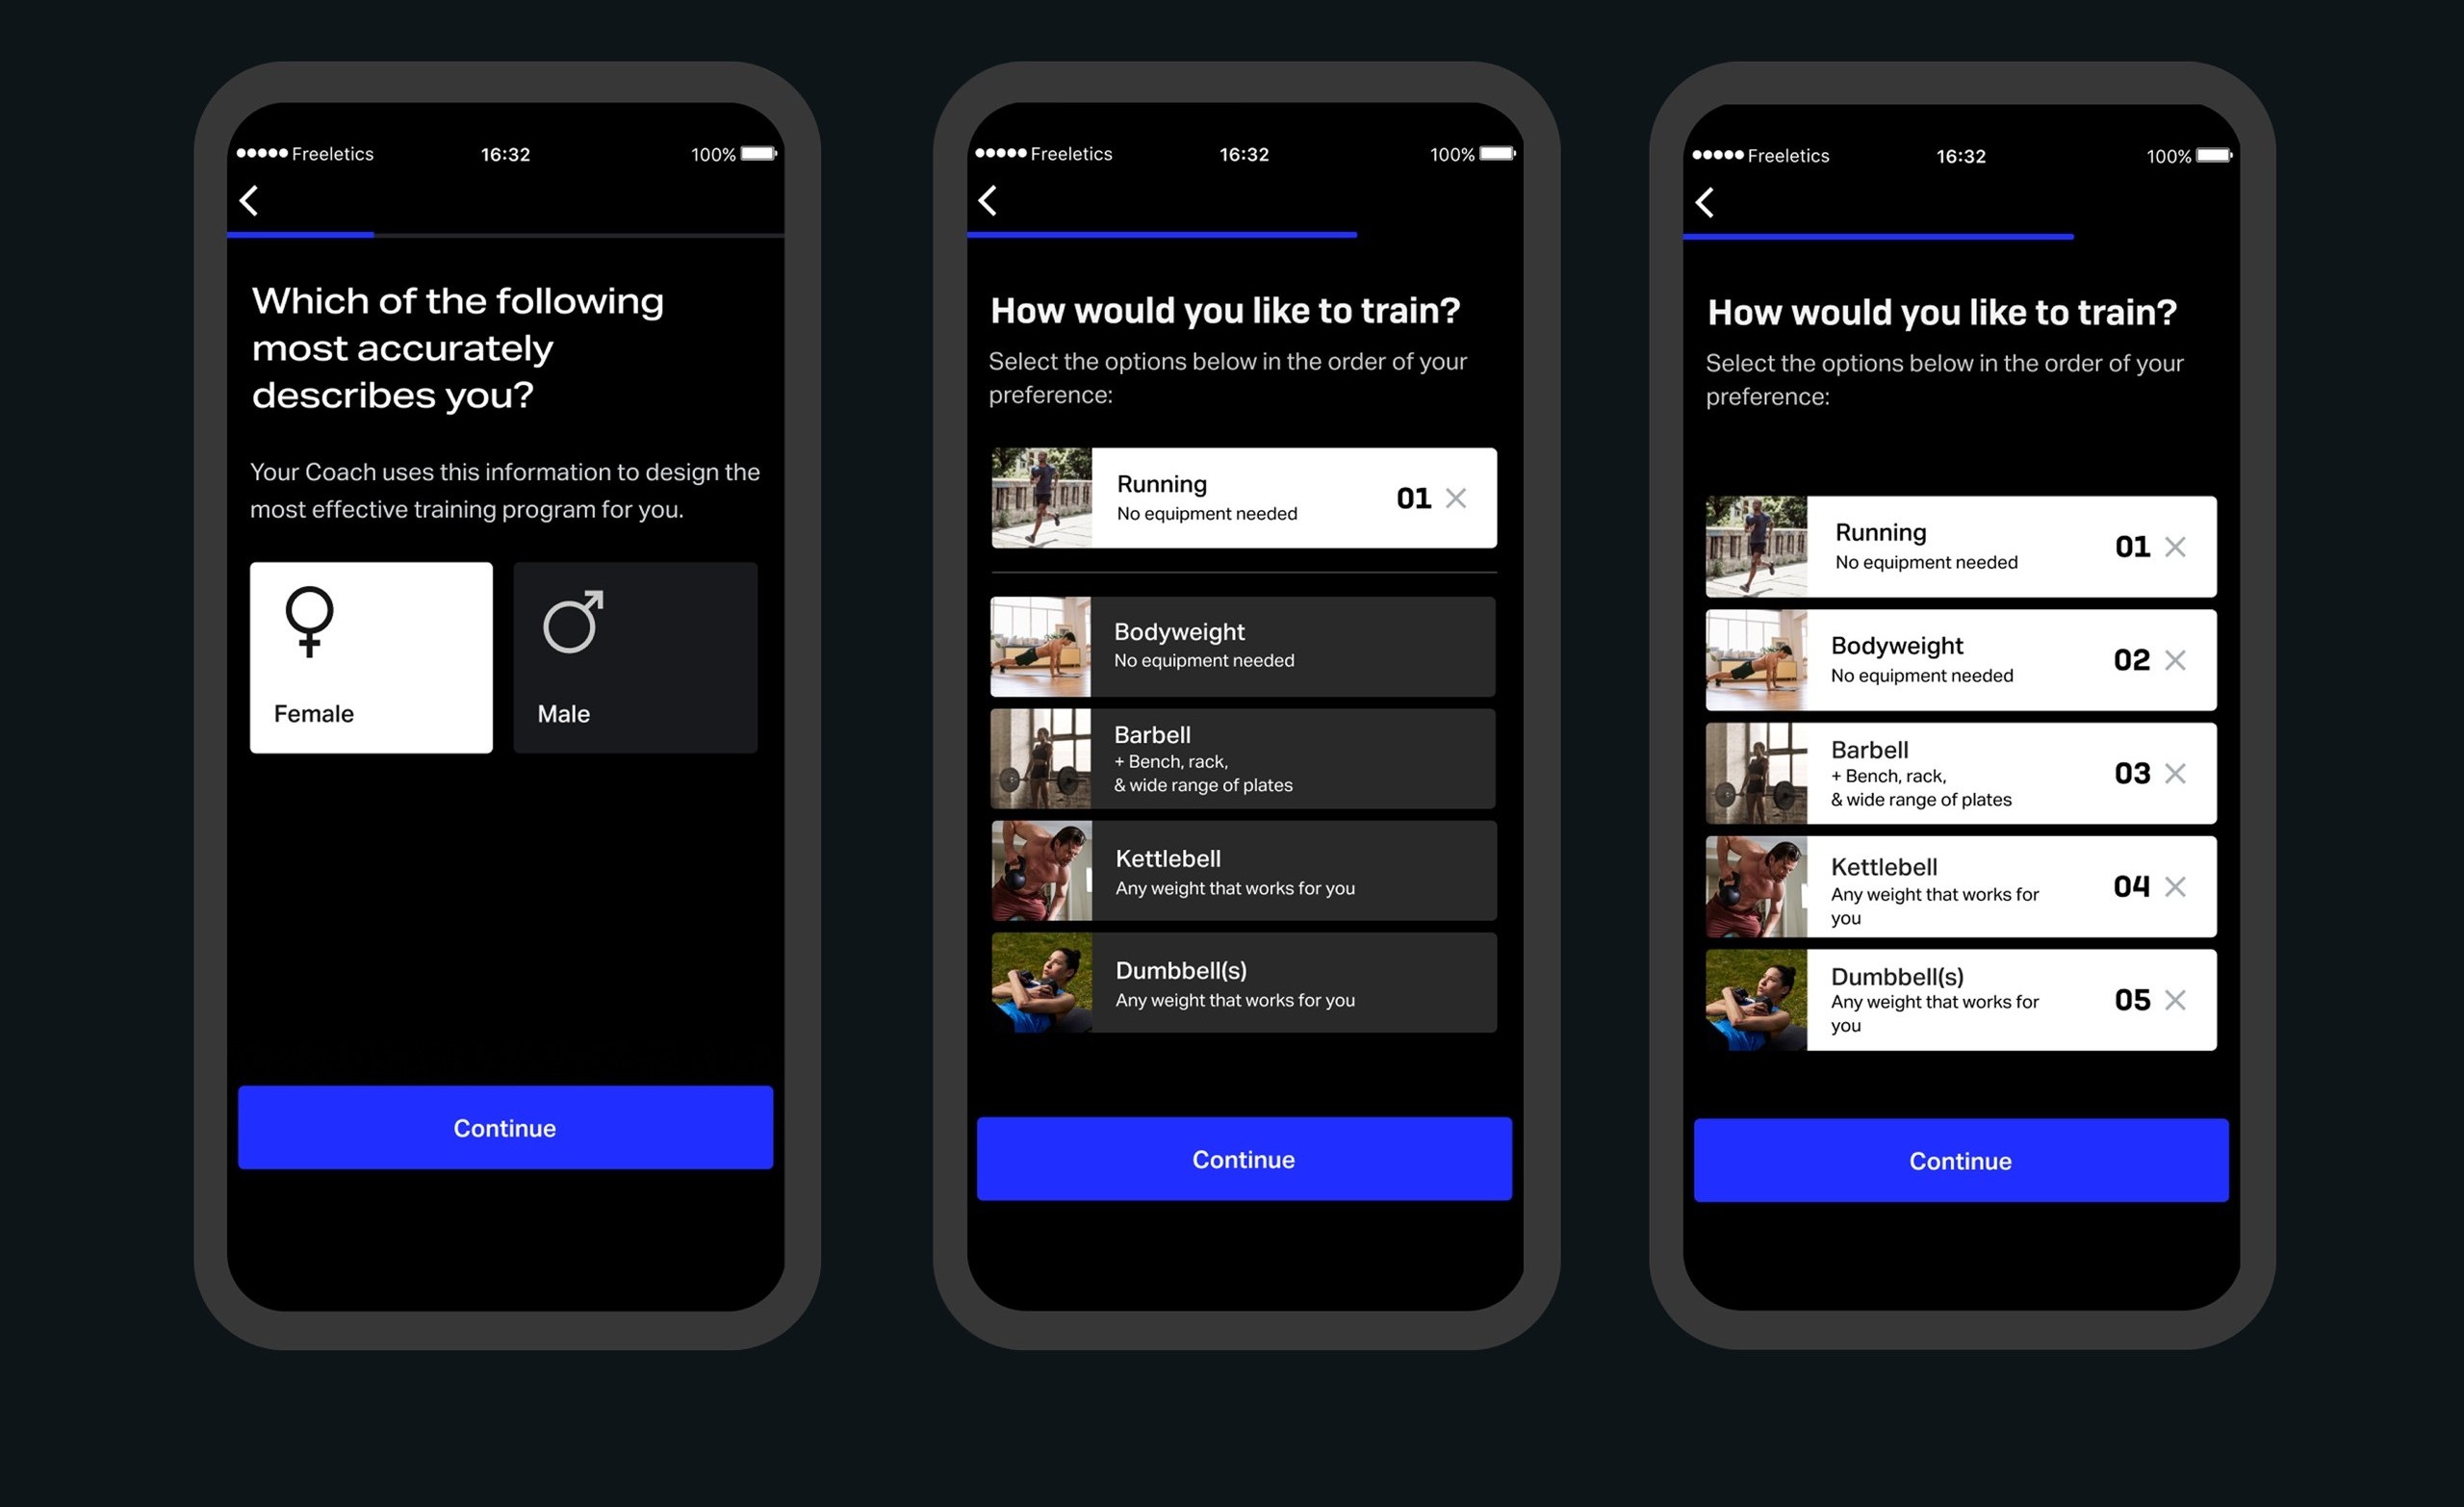 Freeletics 16:32 100%
Which of the following
most accurately
describes you?
Your Coach uses this information to design the
most effective training program for you.
Female
Male
Continue
Freeletics 16:32 100%
How would you like to train?
Select the options below in the order of your
preference:
Running
No equipment needed
01
Bodyweight
No equipment needed
Barbell
+ Bench, rack,
& wide range of plates
Kettlebell
Any weight that works for you
Dumbbell(s)
Any weight that works for you
Continue
Freeletics 16:32 100%
How would you like to train?
Select the options below in the order of your
preference:
Running
No equipment needed
01
Bodyweight
No equipment needed
02
Barbell
+ Bench, rack,
& wide range of plates
03
Kettlebell
Any weight that works for
you
04
Dumbbell(s)
Any weight that works for
you
05
Continue